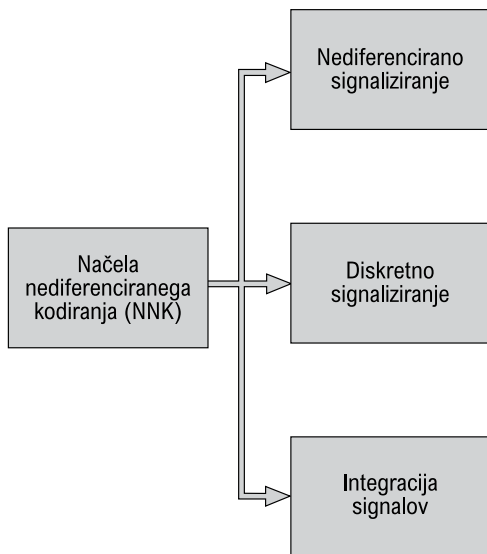 Nediferencirano
signaliziranje
Načela
nediferenciranega
kodiranja (NNK)
Diskretno
signaliziranje
Integracija
signalov